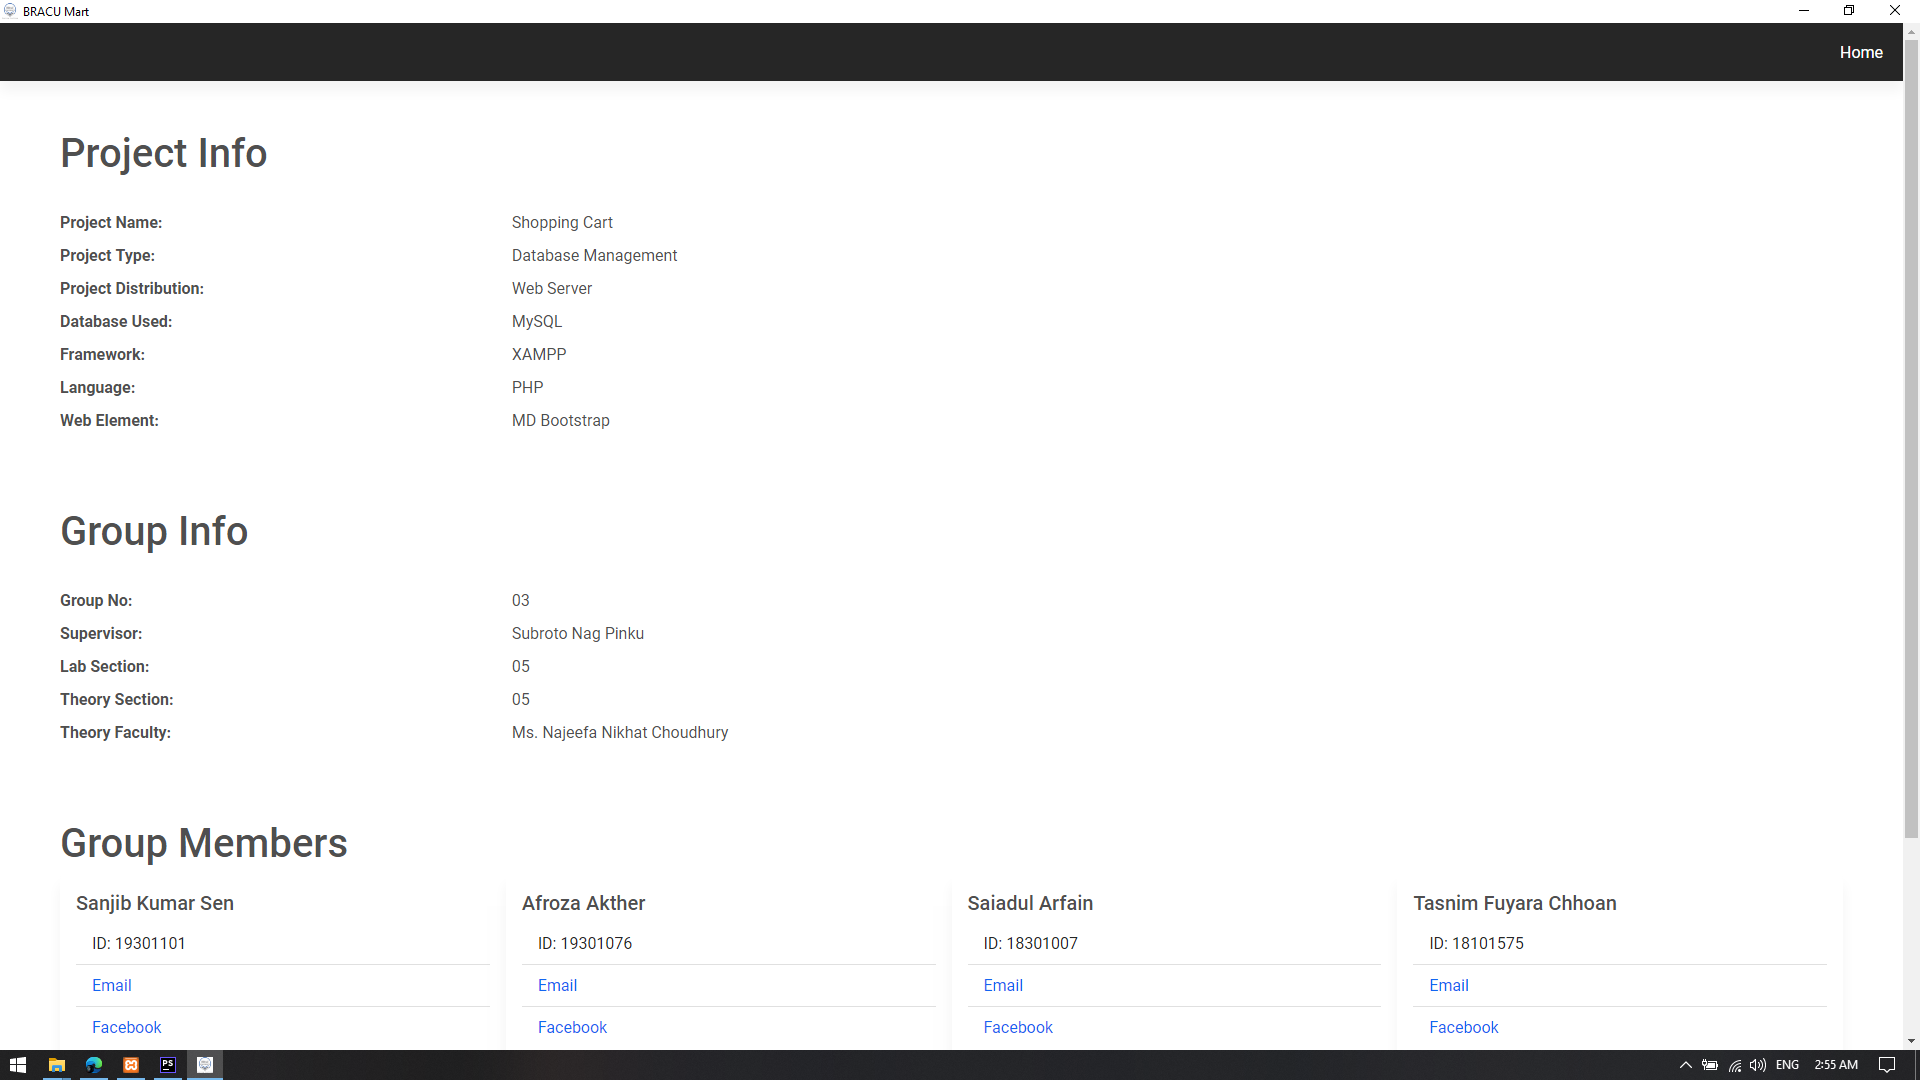 BRACU Mart
Home
Project Info
Project Name: Shopping Cart
Project Type: Database Management
Project Distribution: Web Server
Database Used: MySQL
Framework: XAMPP
Language: PHP
Web Element: MD Bootstrap
Group Info
Group No: 03
Supervisor: Subroto Nag Pinku
Lab Section: 05
Theory Section: 05
Theory Faculty: Ms. Najeefa Nikhat Choudhury
Group Members
Sanjib Kumar Sen Afroza Akther Saiadul Arfain Tasnim Fuyara Chhoan
ID: 19301101 ID: 19301076 ID: 18301007 ID: 18101575
Email Email Email Email
Facebook Facebook Facebook Facebook
PS ENG 2:55 AM